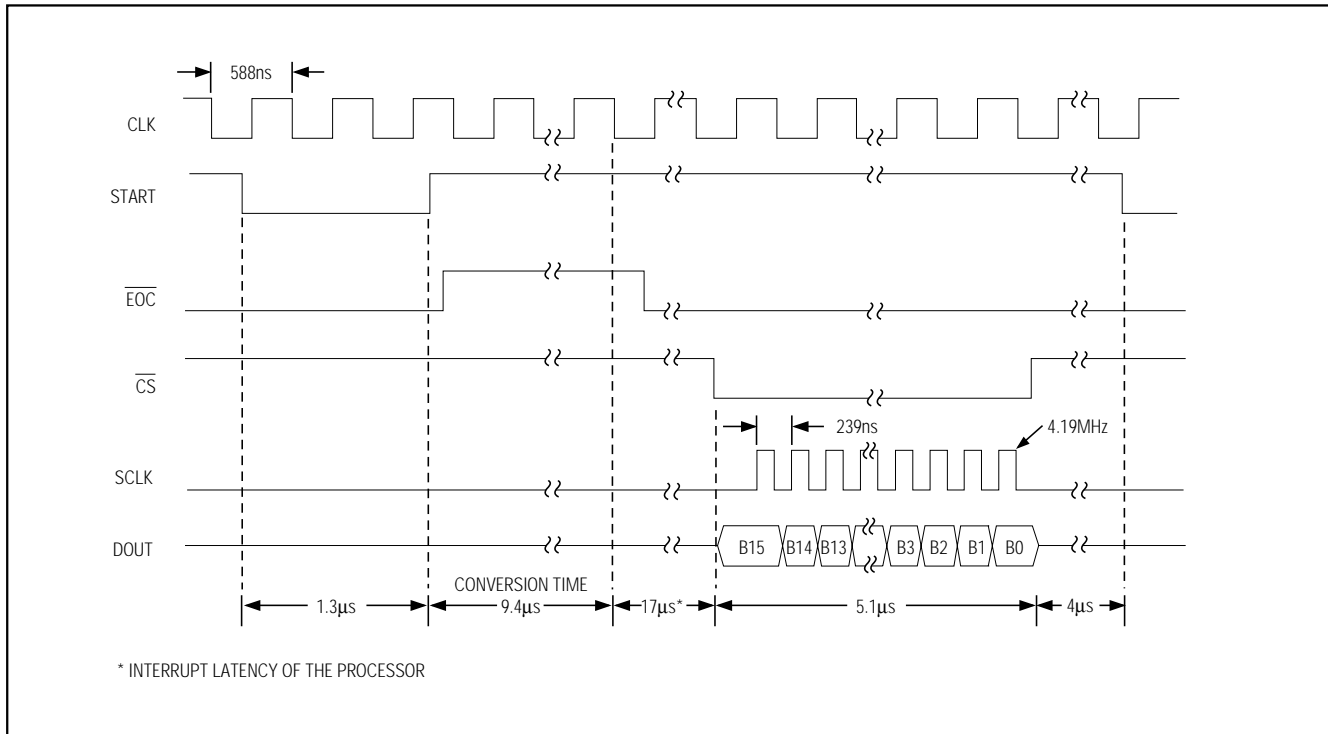 588ns
CLK
START
EOC
CS
239ns
4.19MHz
SCLK
DOUT
B15 B14 B13 B3 B2 B1 B0
CONVERSION TIME
1.3µs 9.4µs 17µs* 5.1µs 4µs
* INTERRUPT LATENCY OF THE PROCESSOR